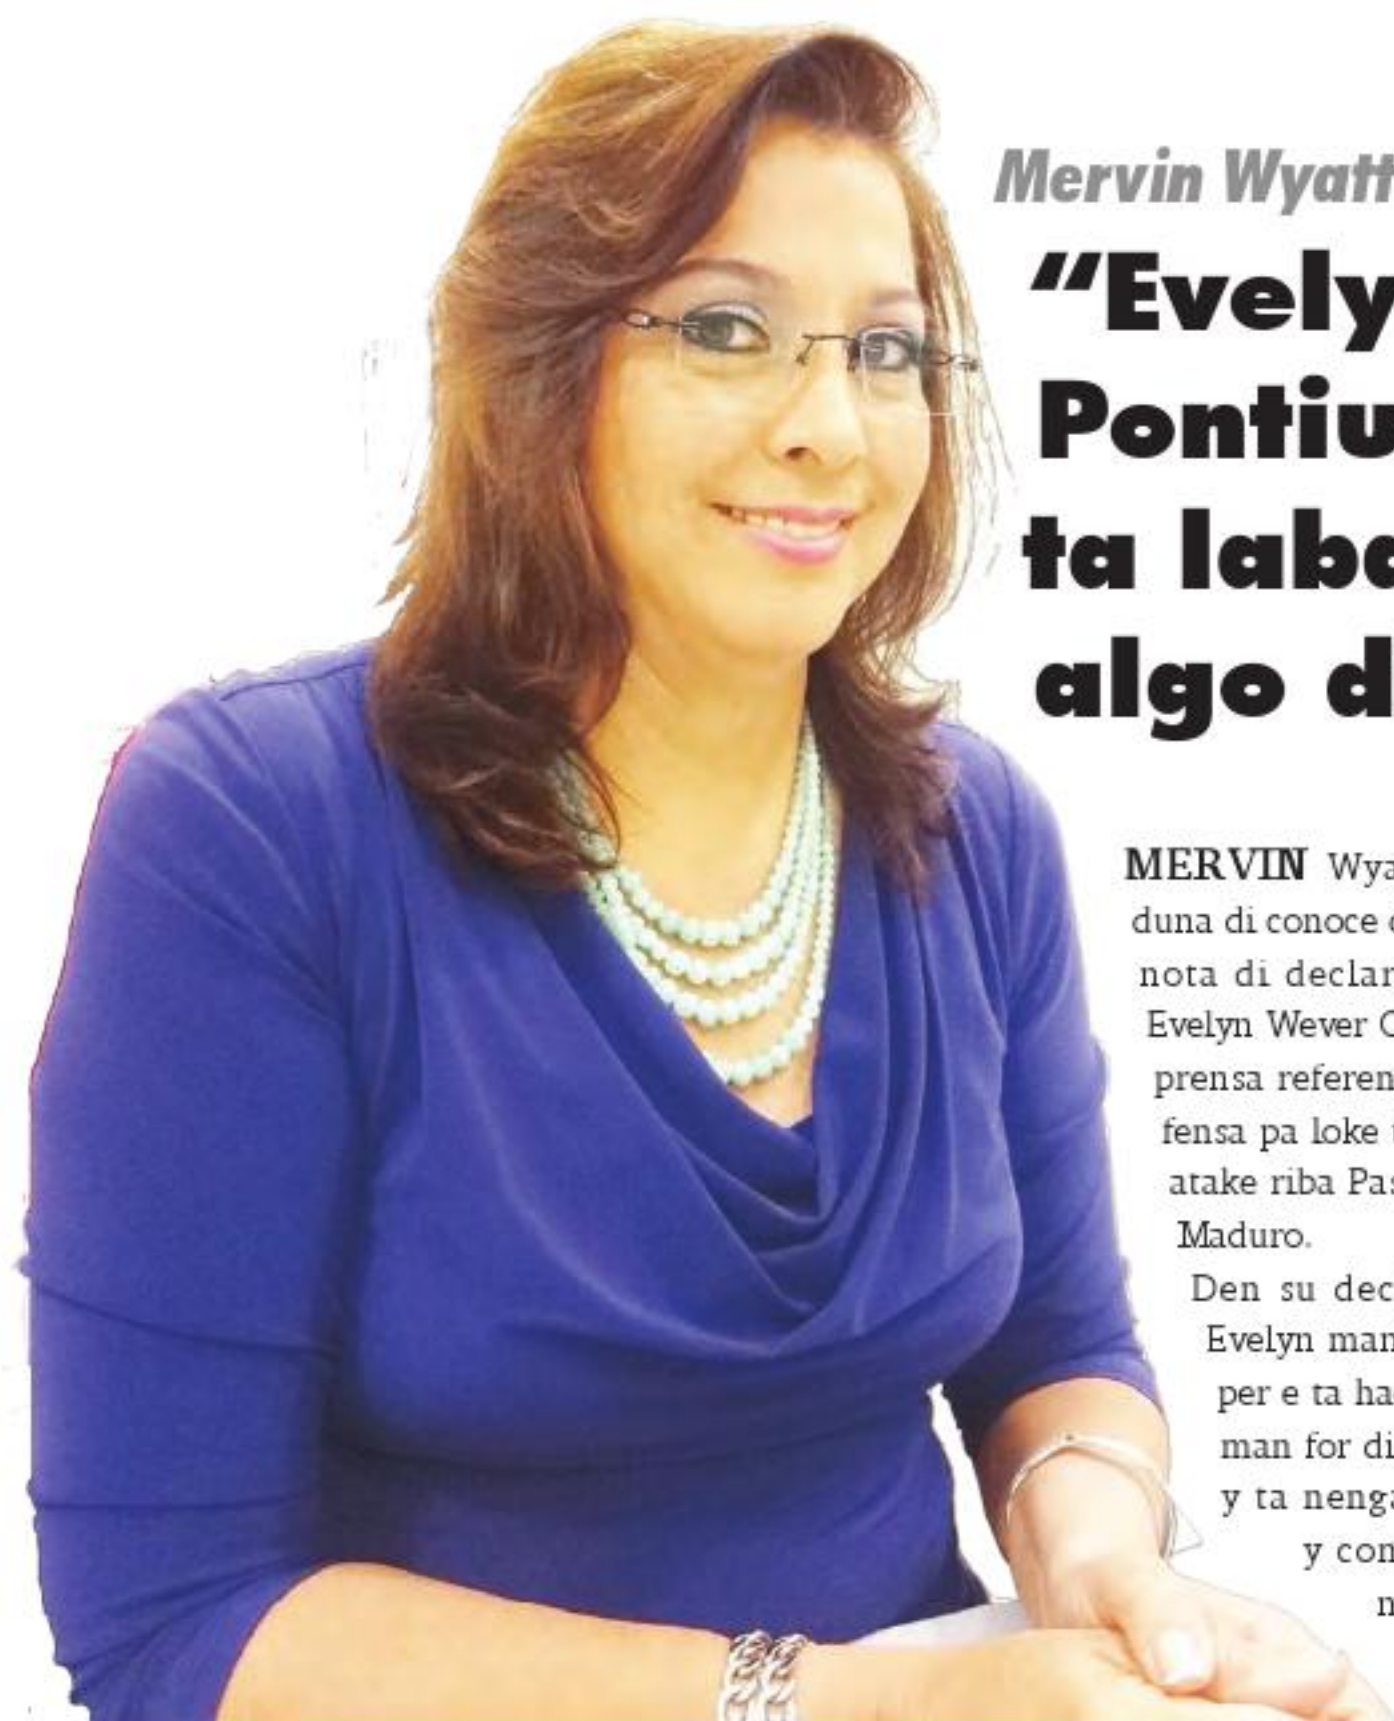 Mervin Wyatt
“Evely
Pontiu
ta laba
algo d
MERVIN Wya
duna di conoce
nota di declar
Evelyn Wever
prensa referen
fensa pa loke
atake riba Pas
Maduro.
Den su dec
Evelyn man
per e ta ha
man for di
y ta neng
y con